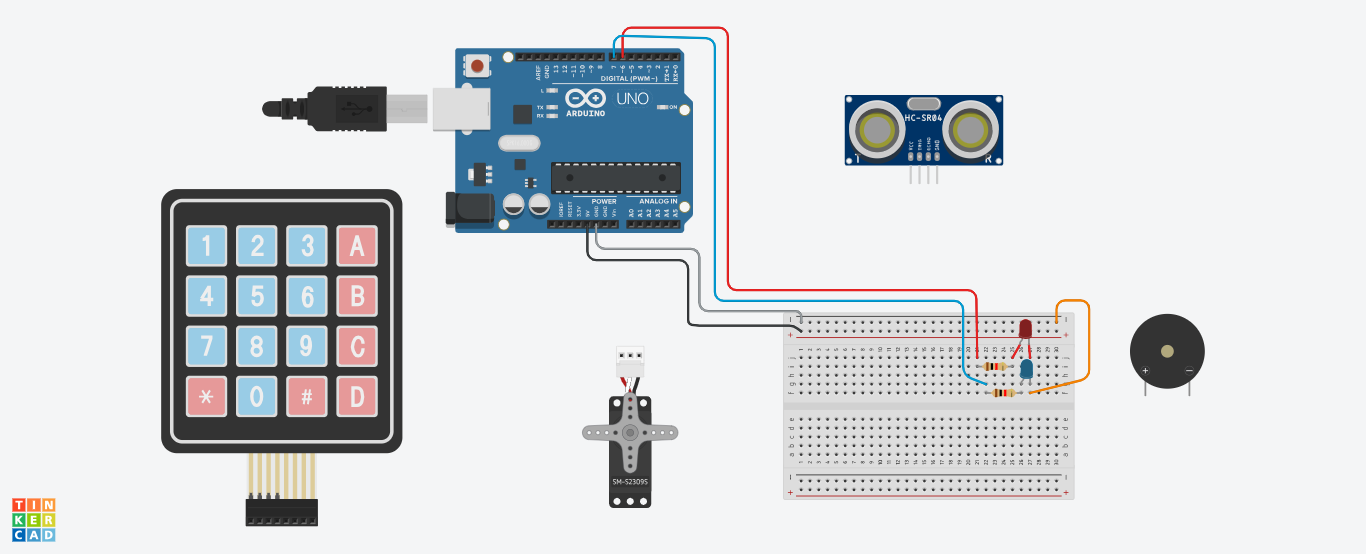 AREF
GND
13
12
~11
~10
~9
8
7
~6
~5
4
~3
2
TX→1
RX←0
DIGITAL (PWM~)
L
TX
RX
ON
UNO
ARDUINO
POWER
ANALOG IN
IOREF
RESET
3.3V
5V
GND
GND
Vin
A0
A1
A2
A3
A4
A5
HC-SR04
VCC
TRIG
ECHO
GND
T
R
1 2 3 A
4 5 6 B
7 8 9 C
* 0 # D
SM-S2309S
+ −
TIN
KER
CAD